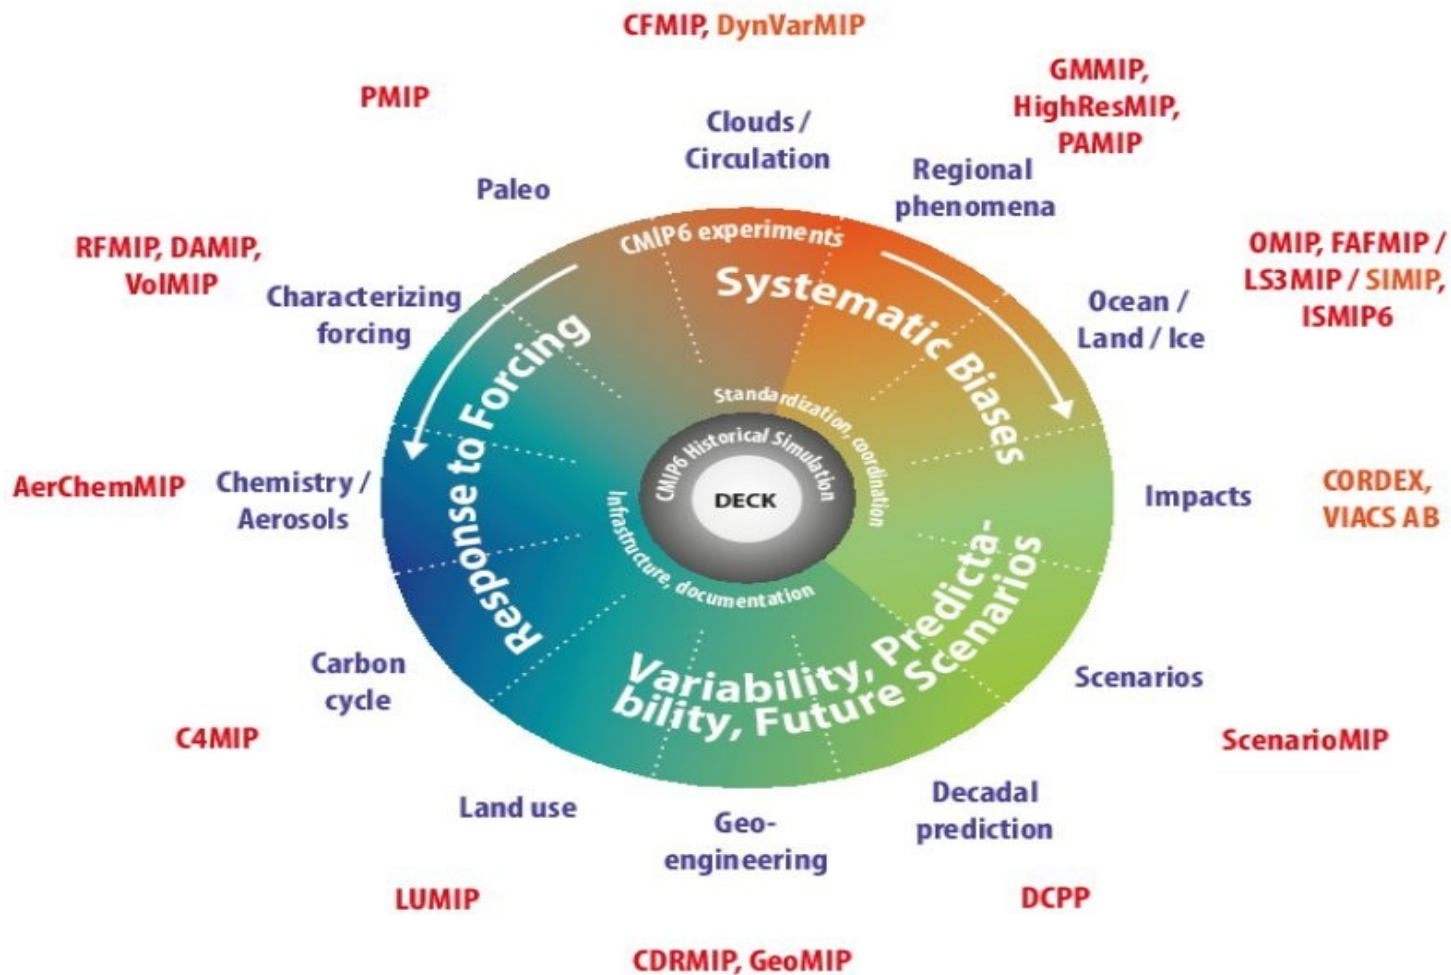 CFMIP, DynVarMIP
PMIP
GMMIP,
HighResMIP,
PAMIP
Clouds /
Circulation
Regional
phenomena
Paleo
RFMIP, DAMIP,
VolMIP
OMIP, FAFMIP /
LS3MIP / SIMIP,
ISMIP6
Characterizing
forcing
CMIP6 experiments
Systematic Biases
Ocean /
Land / Ice
Response to Forcing
Standardization, coordination
CMIP6 Historical Simulation
DECK
Infrastructure, documentation
AerChemMIP
Chemistry /
Aerosols
Impacts
CORDEX,
VIACS AB
Variability, Predicta-
bility, Future Scenarios
Carbon
cycle
Scenarios
C4MIP
ScenarioMIP
Land use
Geo-
engineering
Decadal
prediction
LUMIP
DCPP
CDRMIP, GeoMIP